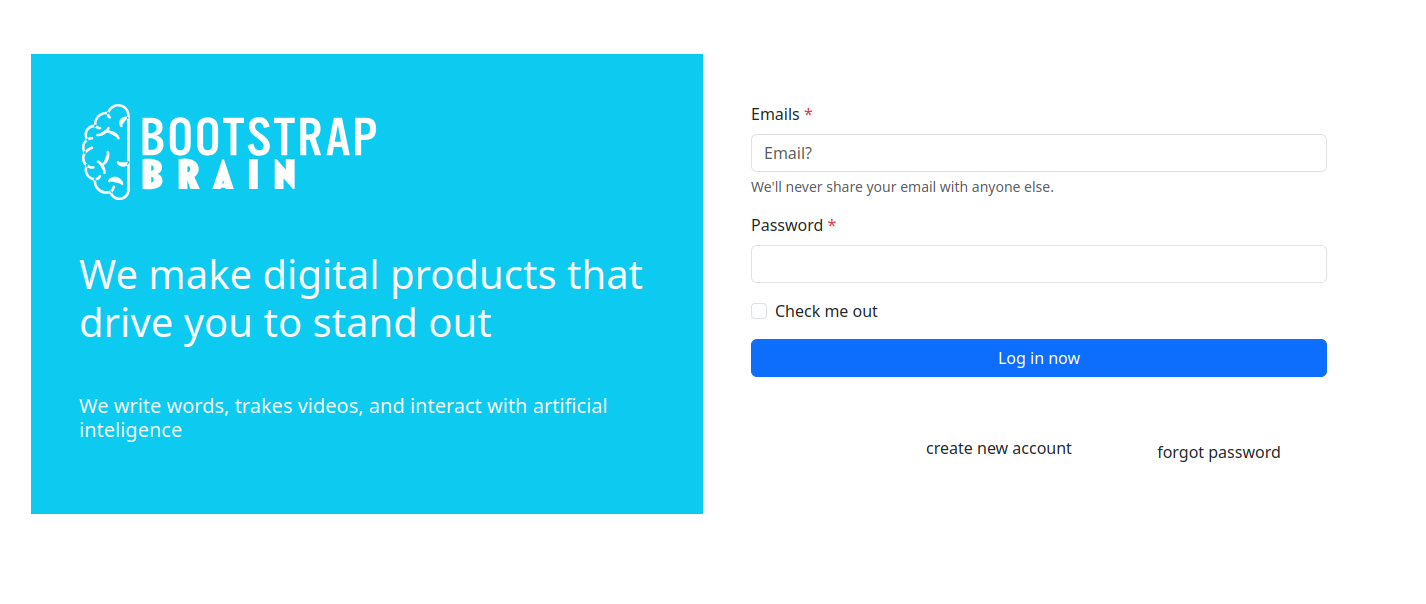 BOOTSTRAP
BRAIN
We make digital products that
drive you to stand out
We write words, trakes videos, and interact with artificial
inteligence
Emails *
Email?
We'll never share your email with anyone else.
Password *
Check me out
Log in now
create new account
forgot password